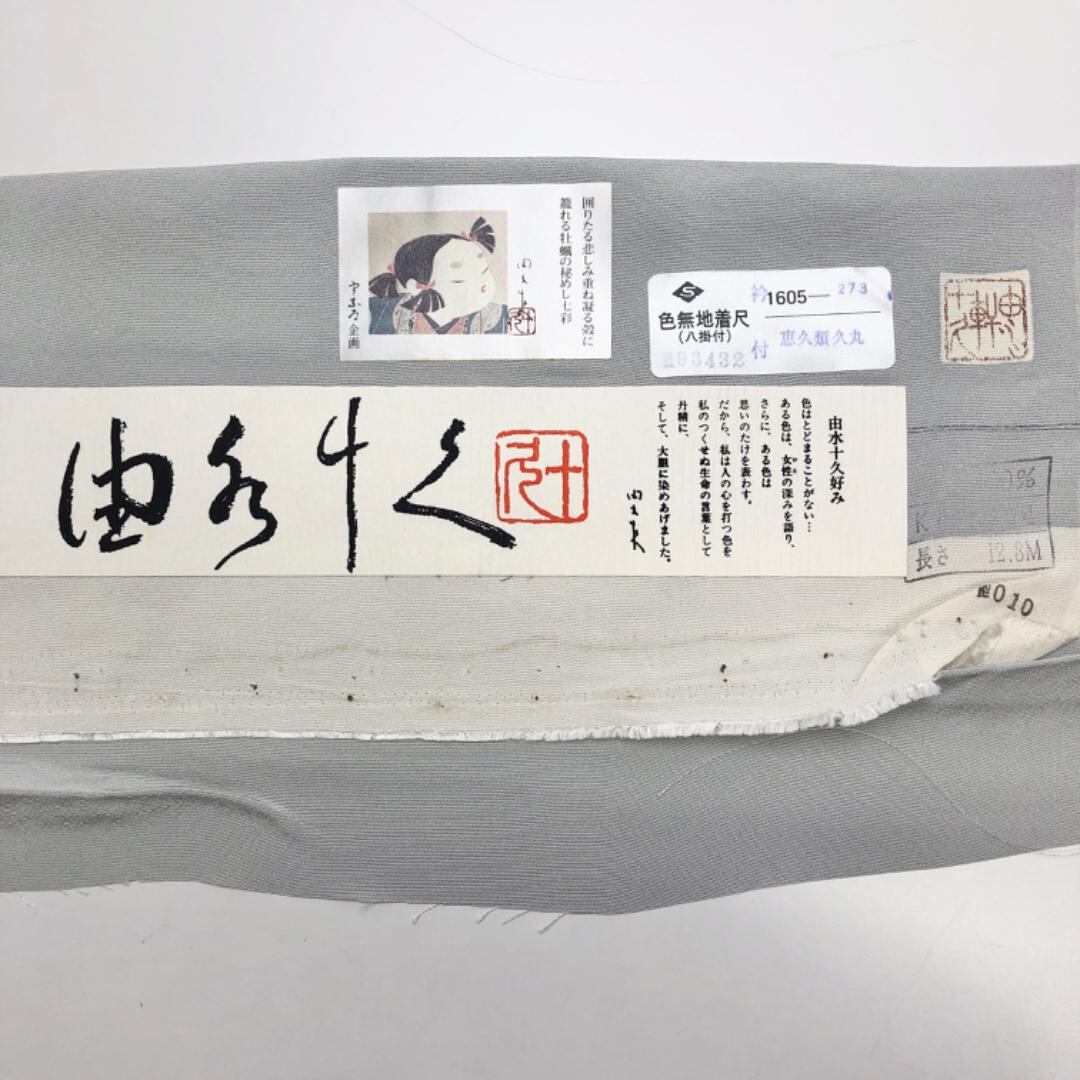 囲りたる悲しみ重ね凝る殻に
籠れる牡蠣の秘めし七彩
S
衿
1605—
273
色無地着尺
(八掛付)
付
恵久類久丸
93432
由水十久
由水十久好み
色はとどまることがない…
ある色は、女性の深みを語り、
さらに、ある色は
思いのたけを表わす。
だから、私は人の心を打つ色を
私のつくせぬ生命の言葉として
丹精に、
そして、大胆に染めあげました。
長さ 12.8M
010